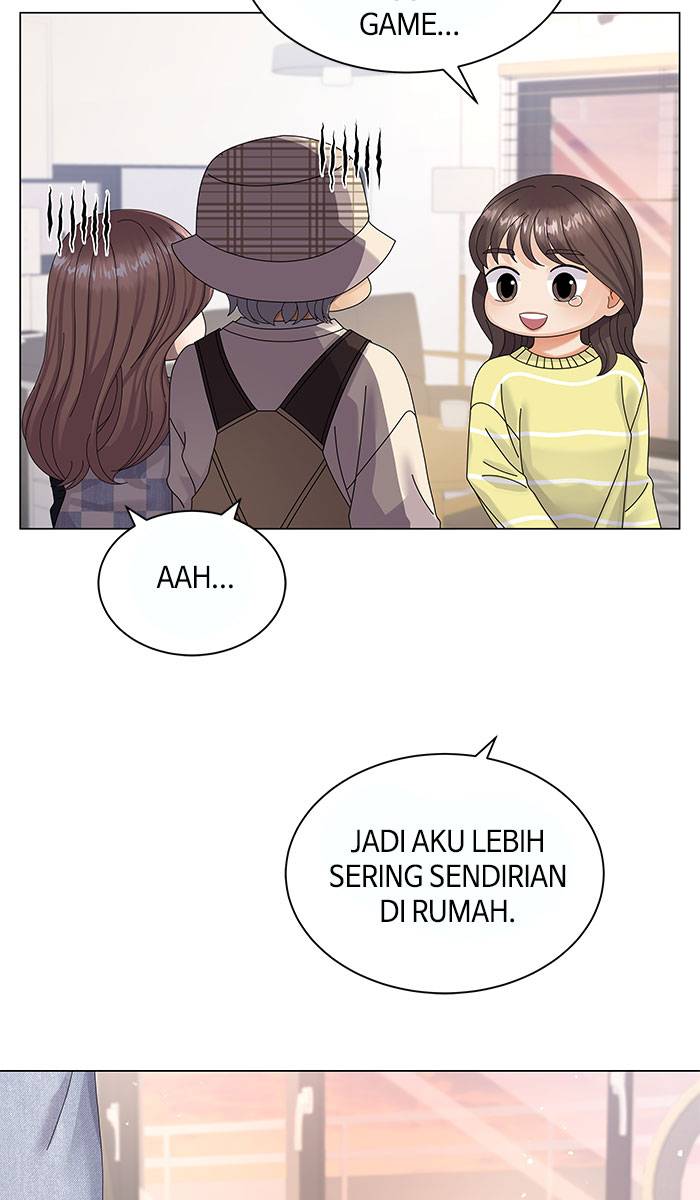 GAME...
AAH...
JADI AKU LEBIH
SERING SENDIRIAN
DI RUMAH.